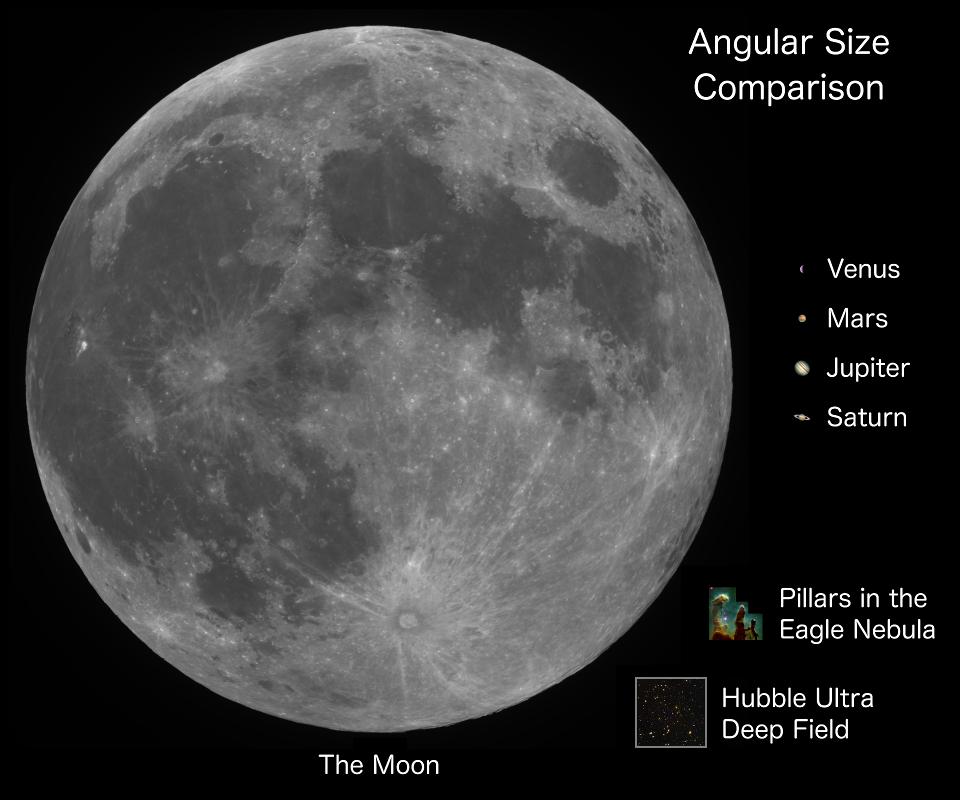 Angular Size
Comparison
Venus
Mars
Jupiter
Saturn
Pillars in the
Eagle Nebula
Hubble Ultra
Deep Field
The Moon